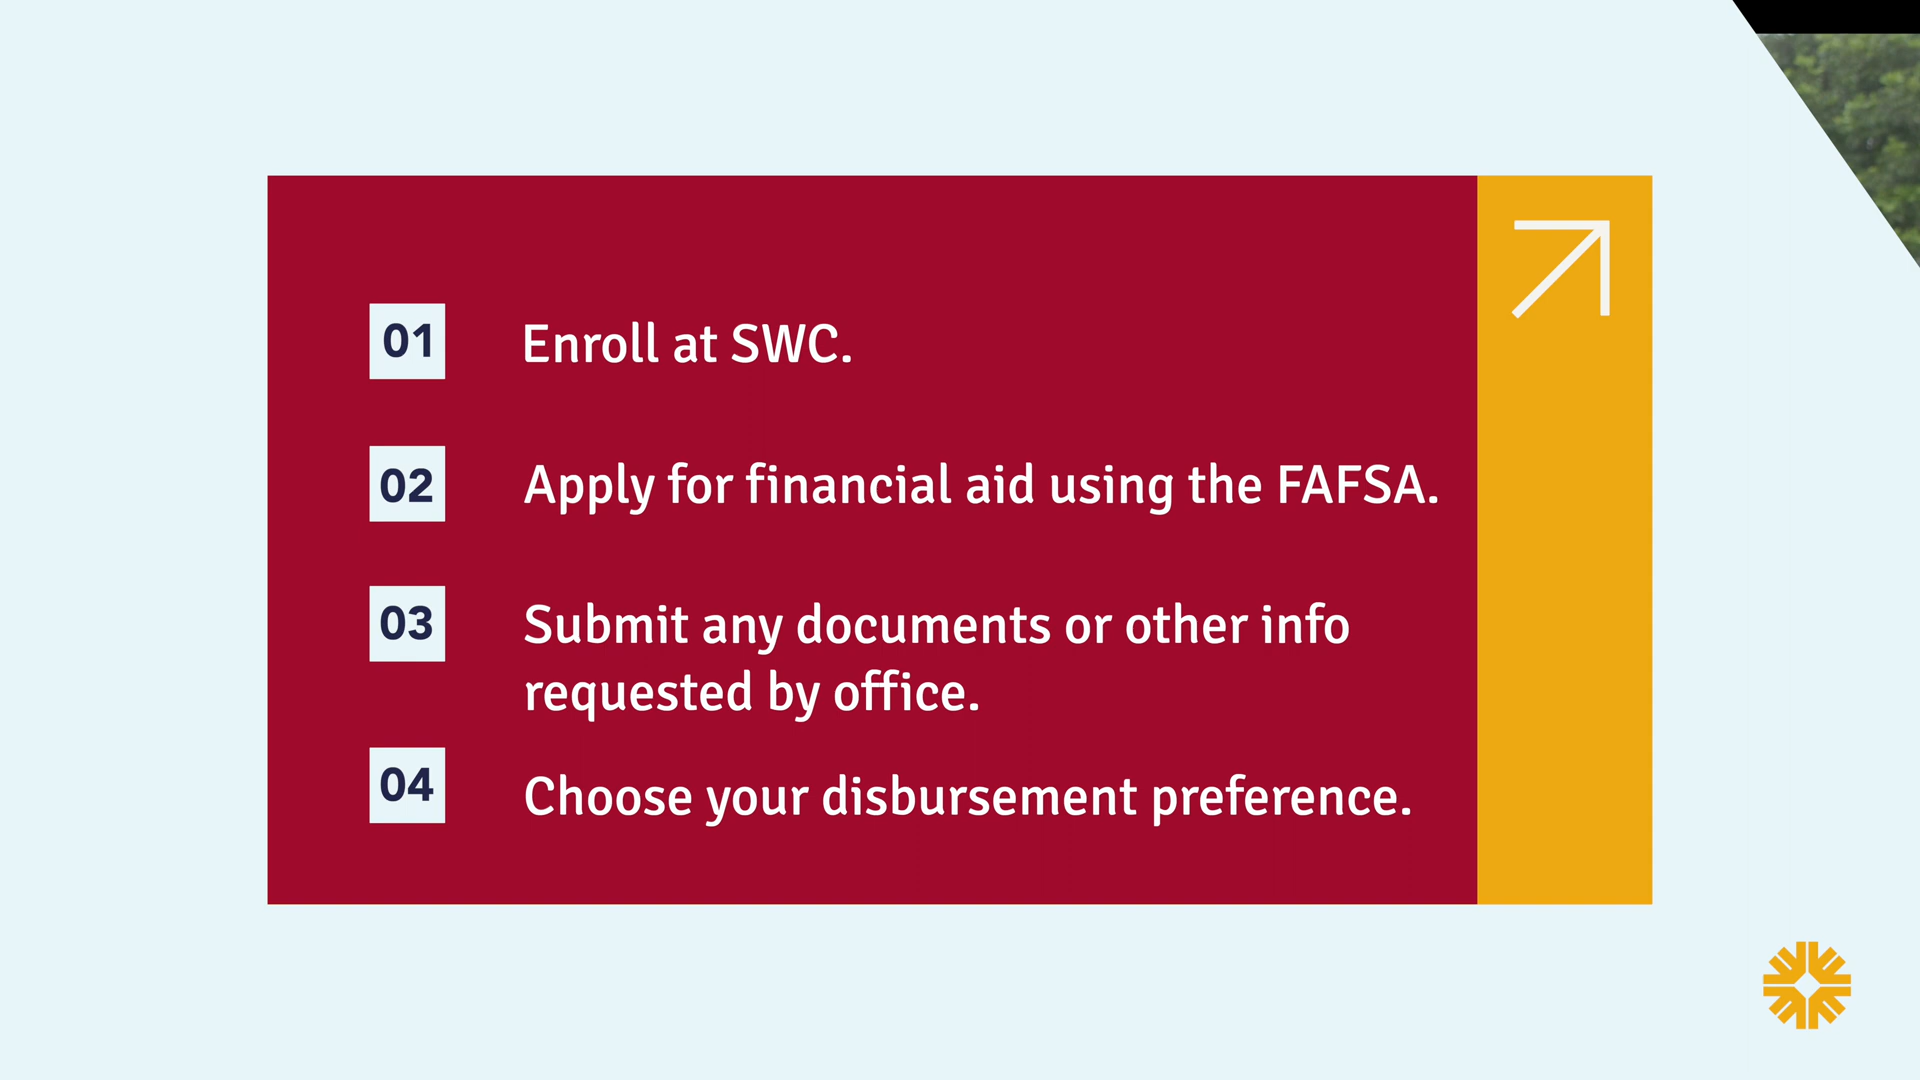 01 Enroll at SWC.
02 Apply for financial aid using the FAFSA.
03 Submit any documents or other info
requested by office.
04 Choose your disbursement preference.